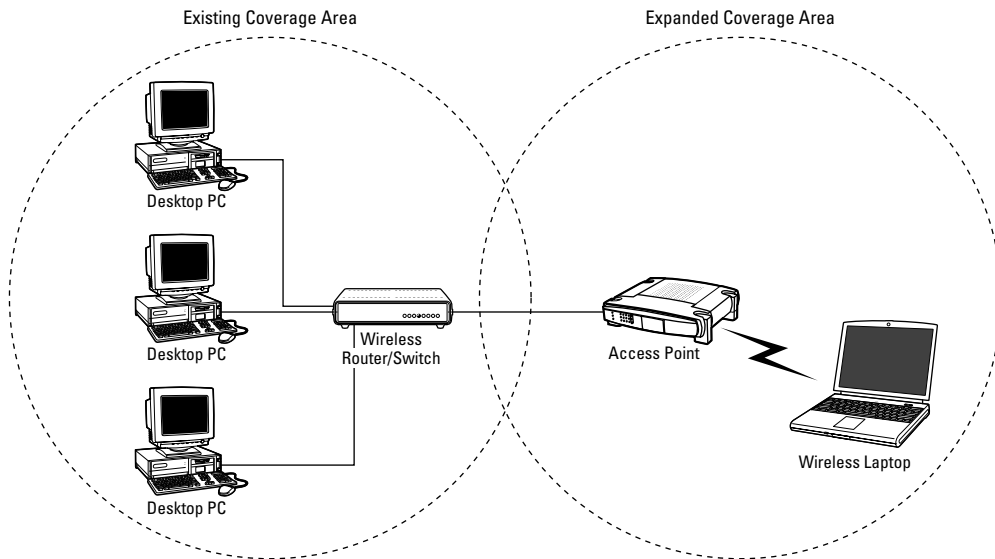 Existing Coverage Area
Expanded Coverage Area
Desktop PC
Desktop PC
Wireless
Router/Switch
Access Point
Wireless Laptop
Desktop PC